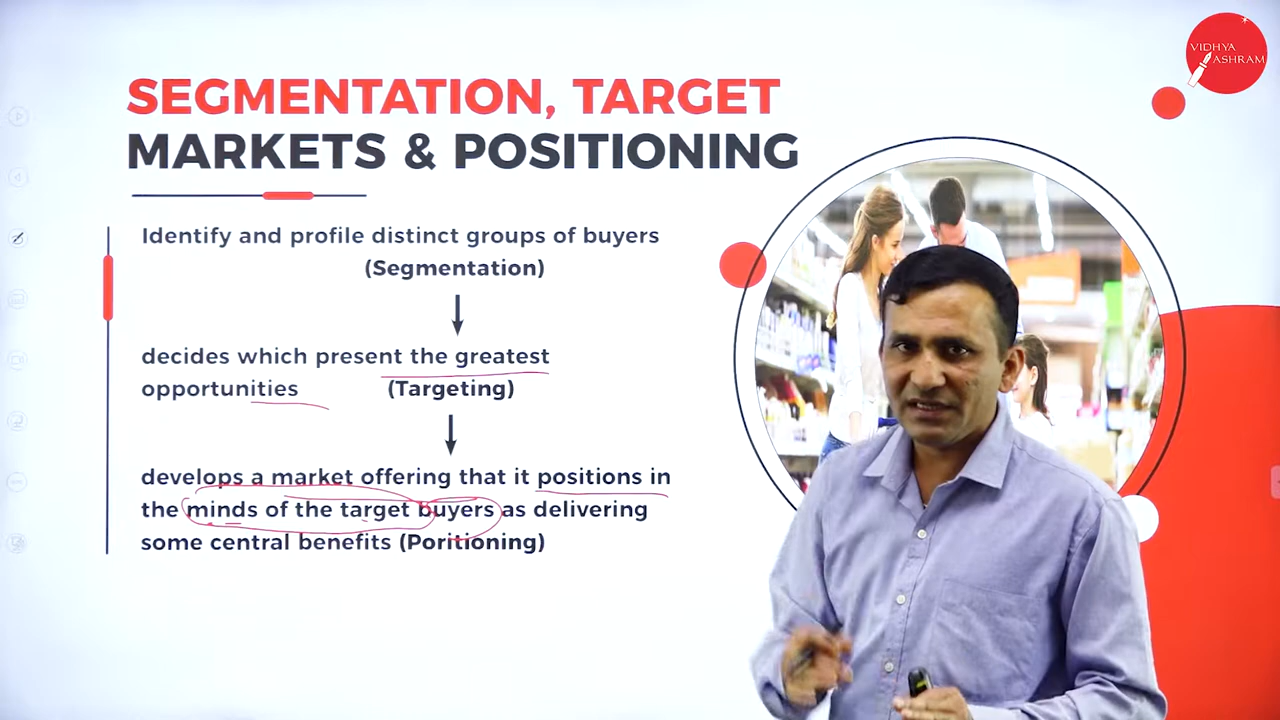 VIDHYA
ASHRAM
SEGMENTATION, TARGET
MARKETS & POSITIONING
Identify and profile distinct groups of buyers
(Segmentation)
decides which present the greatest
opportunities (Targeting)
develops a market offering that it positions in
the minds of the target buyers as delivering
some central benefits (Poritioning)